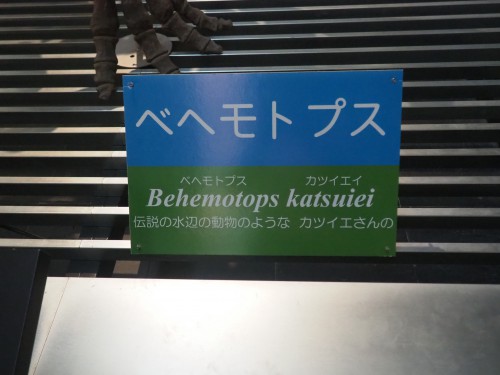 ベヘモトプス
ベヘモトプス カツイエイ
Behemotops katsuiei
伝説の水辺の動物のような カツイエさんの